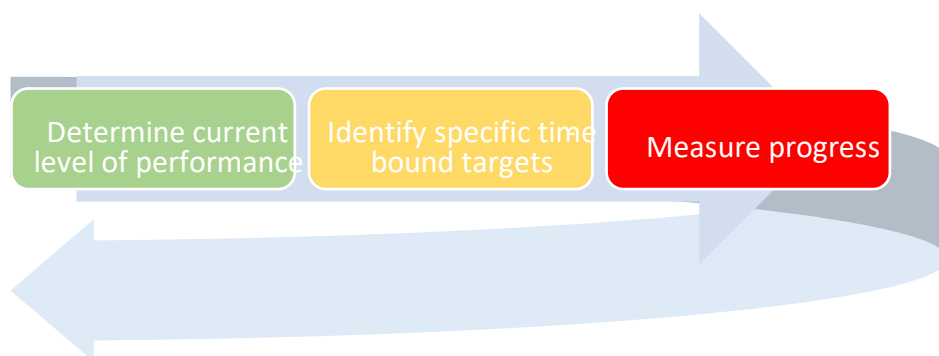 Determine current
level of performance
Identify specific time-
bound targets
Measure progress